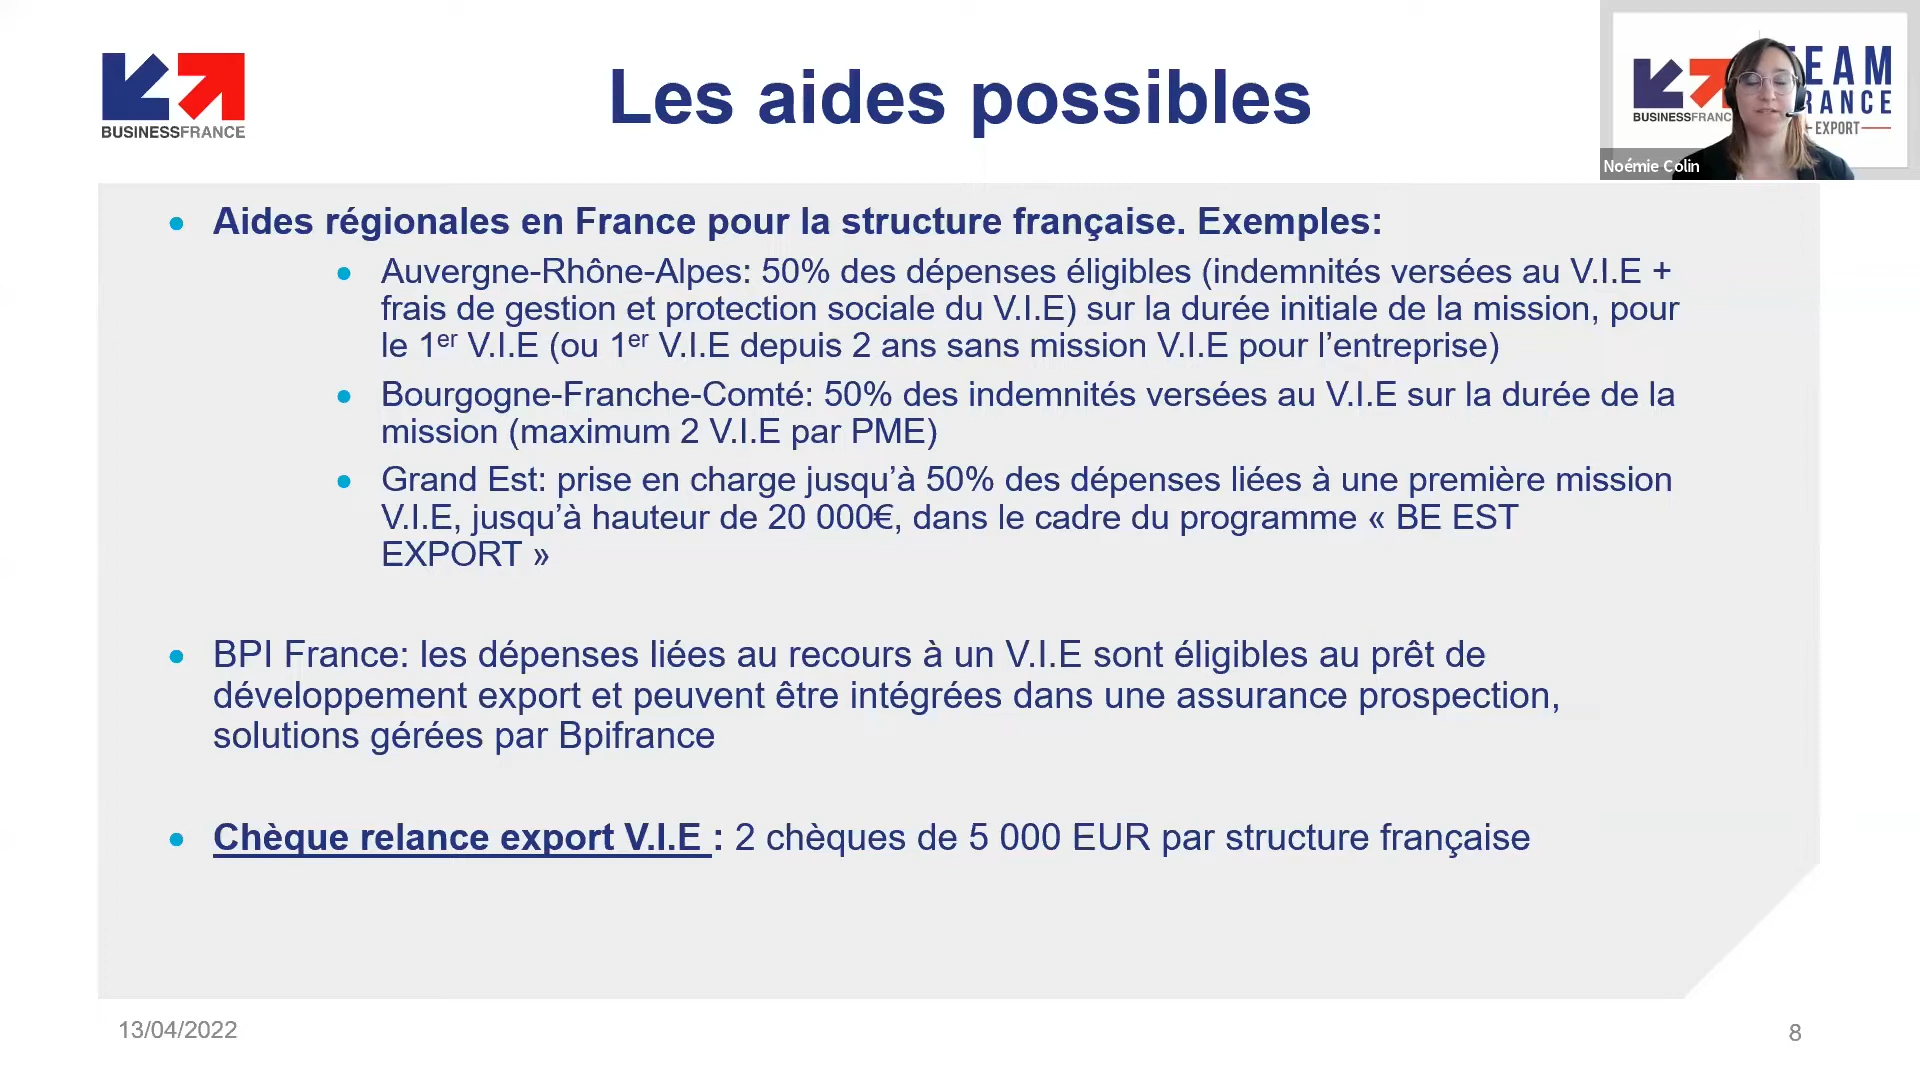 BUSINESSFRANCE
Les aides possibles
BUSINESSFRANC
EAM
RANCE
EXPORT
Noémie Colin
• Aides régionales en France pour la structure française. Exemples:
• Auvergne-Rhône-Alpes: 50% des dépenses éligibles (indemnités versées au V.I.E +
frais de gestion et protection sociale du V.I.E) sur la durée initiale de la mission, pour
le 1er V.I.E (ou 1er V.I.E depuis 2 ans sans mission V.I.E pour l’entreprise)
• Bourgogne-Franche-Comté: 50% des indemnités versées au V.I.E sur la durée de la
mission (maximum 2 V.I.E par PME)
• Grand Est: prise en charge jusqu’à 50% des dépenses liées à une première mission
V.I.E, jusqu’à hauteur de 20 000€, dans le cadre du programme « BE EST
EXPORT »
• BPI France: les dépenses liées au recours à un V.I.E sont éligibles au prêt de
développement export et peuvent être intégrées dans une assurance prospection,
solutions gérées par Bpifrance
• Chèque relance export V.I.E : 2 chèques de 5 000 EUR par structure française
13/04/2022
8